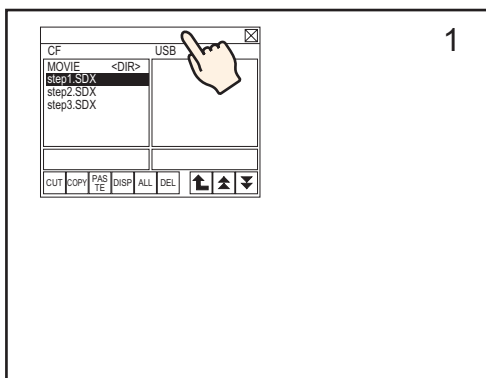 1
CF USB
MOVIE <DIR>
step1.SDX
step2.SDX
step3.SDX
CUT COPY PAS TE DISP ALL DEL